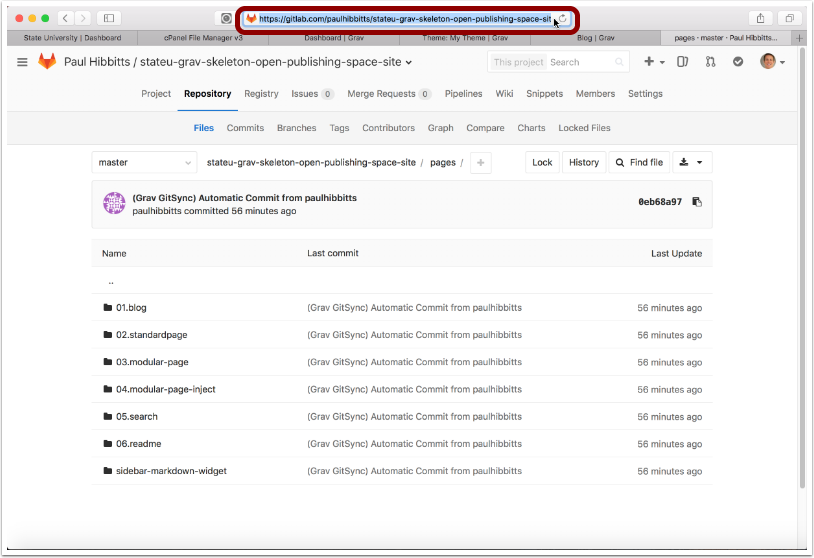 https://gitlab.com/paulhibbitts/stateu-grav-skeleton-open-publishing-space-sit
State University | Dashboard
cPanel File Manager v3
Dashboard | Grav
Theme: My Theme | Grav
Blog | Grav
pages · master · Paul Hibbitts...
Paul Hibbitts / stateu-grav-skeleton-open-publishing-space-site
This project Search
Project Repository Registry Issues 0 Merge Requests 0 Pipelines Wiki Snippets Members Settings
Files Commits Branches Tags Contributors Graph Compare Charts Locked Files
master stateu-grav-skeleton-open-publishing-space-site / pages / + Lock History Find file
(Grav GitSync) Automatic Commit from paulhibbitts
paulhibbitts committed 56 minutes ago
0eb68a97
Name Last commit Last Update
..
01.blog (Grav GitSync) Automatic Commit from paulhibbitts 56 minutes ago
02.standardpage (Grav GitSync) Automatic Commit from paulhibbitts 56 minutes ago
03.modular-page (Grav GitSync) Automatic Commit from paulhibbitts 56 minutes ago
04.modular-page-inject (Grav GitSync) Automatic Commit from paulhibbitts 56 minutes ago
05.search (Grav GitSync) Automatic Commit from paulhibbitts 56 minutes ago
06.readme (Grav GitSync) Automatic Commit from paulhibbitts 56 minutes ago
sidebar-markdown-widget (Grav GitSync) Automatic Commit from paulhibbitts 56 minutes ago